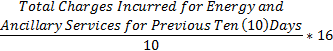 Total Charges Incurred for Energy and
Ancillary Services for Previous Ten (10)Days
10
* 16